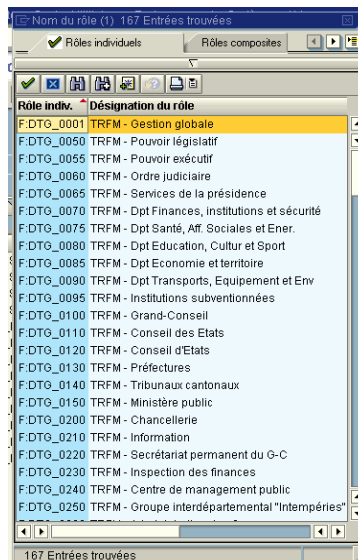 Nom du rôle (1) 167 Entrées trouvées
Rôles individuels Rôles composites
Rôle indiv. Désignation du rôle
F:DTG_0001 TRFM - Gestion globale
F:DTG_0050 TRFM - Pouvoir législatif
F:DTG_0055 TRFM - Pouvoir exécutif
F:DTG_0060 TRFM - Ordre judiciaire
F:DTG_0065 TRFM - Services de la présidence
F:DTG_0070 TRFM - Dpt Finances, institutions et sécurité
F:DTG_0075 TRFM - Dpt Santé, Aff. Sociales et Ener.
F:DTG_0080 TRFM - Dpt Education, Cultur et Sport
F:DTG_0085 TRFM - Dpt Economie et territoire
F:DTG_0090 TRFM - Dpt Transports, Equipement et Env
F:DTG_0095 TRFM - Institutions subventionnées
F:DTG_0100 TRFM - Grand-Conseil
F:DTG_0110 TRFM - Conseil des Etats
F:DTG_0120 TRFM - Conseil d'Etats
F:DTG_0130 TRFM - Préfectures
F:DTG_0140 TRFM - Tribunaux cantonaux
F:DTG_0150 TRFM - Ministère public
F:DTG_0200 TRFM - Chancellerie
F:DTG_0210 TRFM - Information
F:DTG_0220 TRFM - Secrétariat permanent du G-C
F:DTG_0230 TRFM - Inspection des finances
F:DTG_0240 TRFM - Centre de management public
F:DTG_0250 TRFM - Groupe interdépartemental "Intempéries"
167 Entrées trouvées